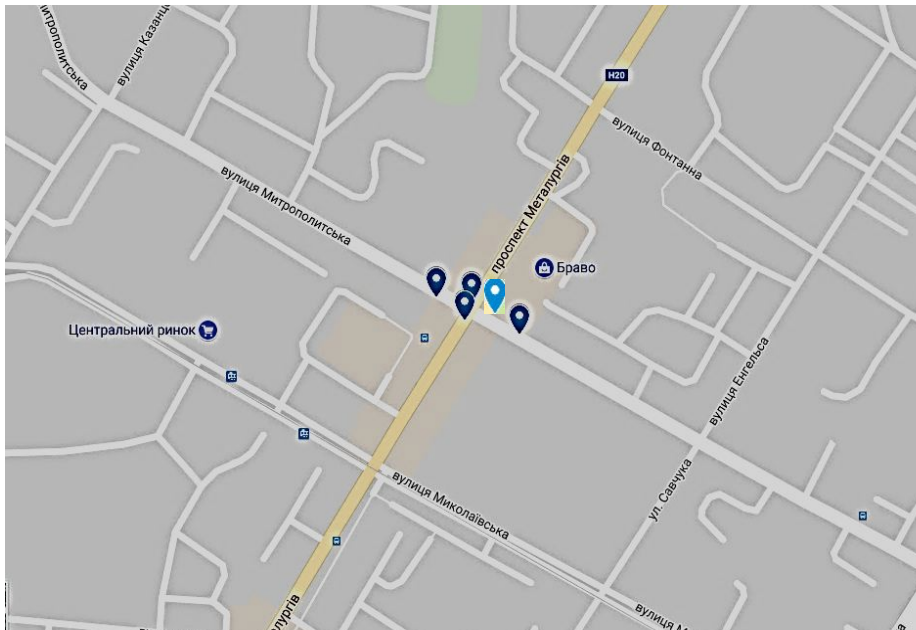 митрополитська
вулиця Казанц
H20
вулиця Фонтанна
проспект Металургів
вулиця Митрополитська
Браво
Центральний ринок
вулиця Енгельса
ул. Савчука
вулиця Миколаївська
алургів
вулиця М